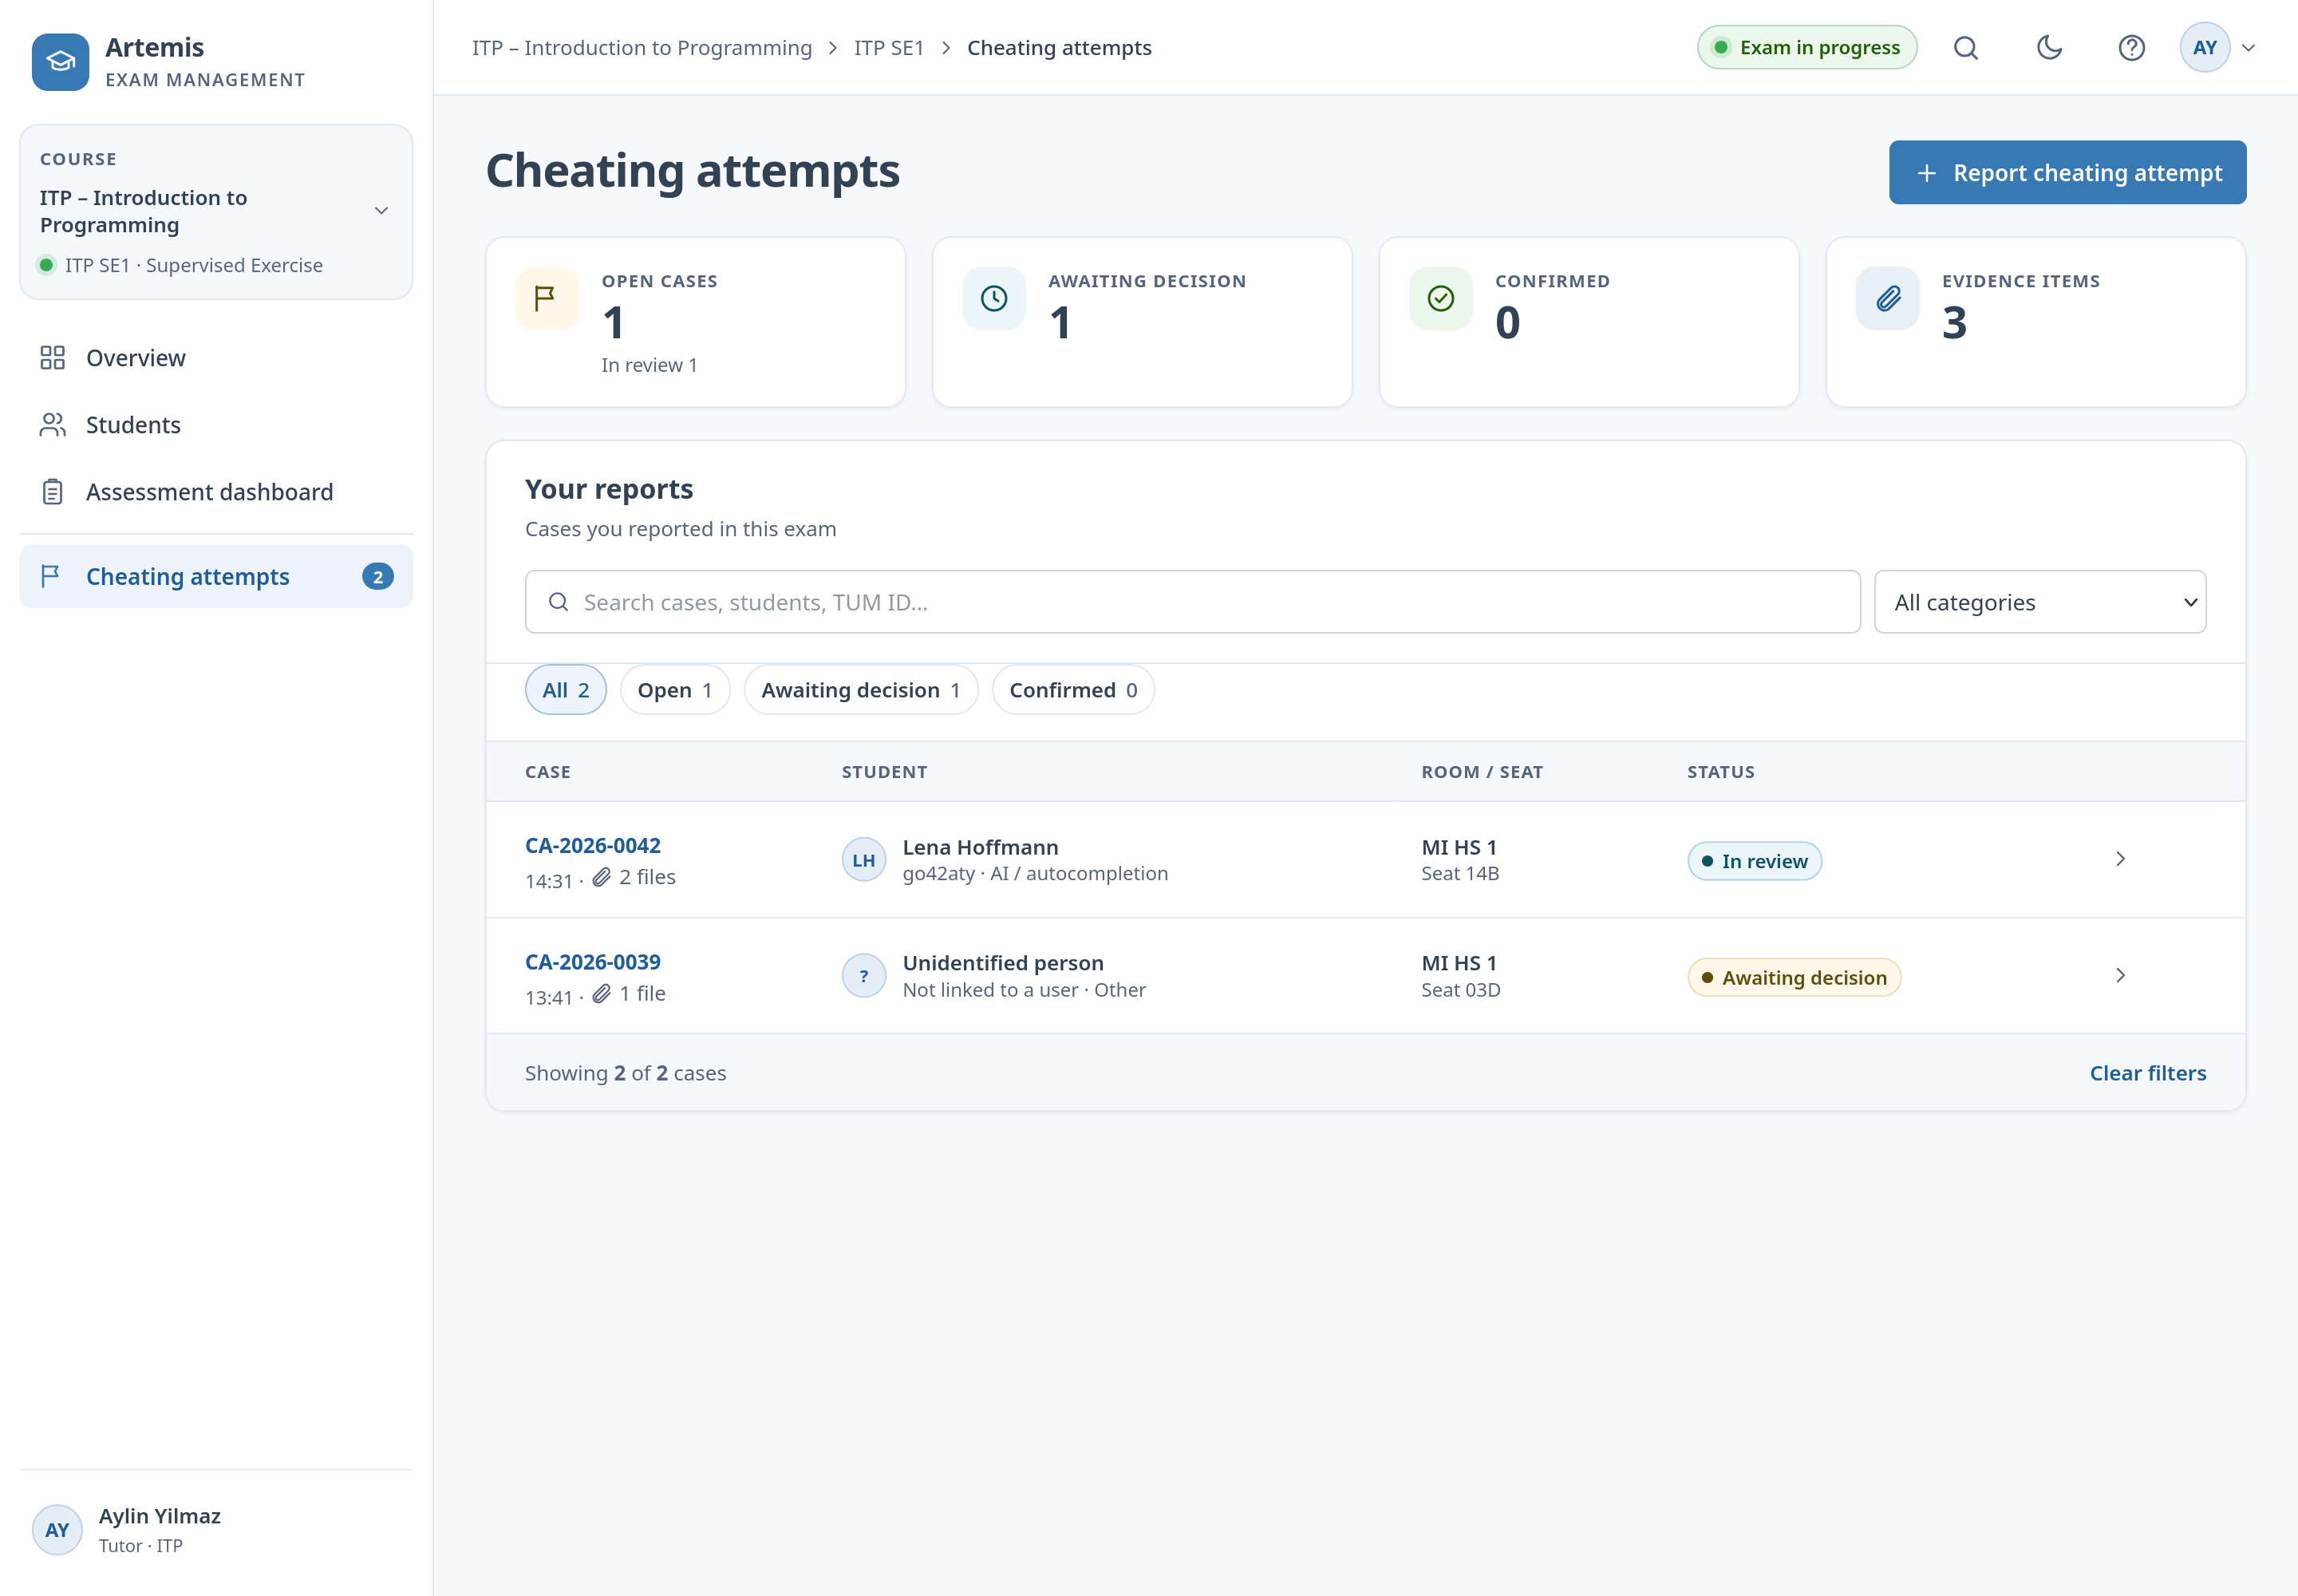 Artemis
EXAM MANAGEMENT
COURSE
ITP – Introduction to
Programming
ITP SE1 · Supervised Exercise
Overview
Students
Assessment dashboard
Cheating attempts 2
AY Aylin Yilmaz
Tutor · ITP
ITP – Introduction to Programming > ITP SE1 > Cheating attempts
Exam in progress
AY
Cheating attempts
+ Report cheating attempt
OPEN CASES
1
In review 1
AWAITING DECISION
1
CONFIRMED
0
EVIDENCE ITEMS
3
Your reports
Cases you reported in this exam
Search cases, students, TUM ID...
All categories
All 2 Open 1 Awaiting decision 1 Confirmed 0
CASE STUDENT ROOM / SEAT STATUS
CA-2026-0042
14:31 · 2 files
LH Lena Hoffmann
go42aty · AI / autocompletion
MI HS 1
Seat 14B
In review
CA-2026-0039
13:41 · 1 file
? Unidentified person
Not linked to a user · Other
MI HS 1
Seat 03D
Awaiting decision
Showing 2 of 2 cases
Clear filters